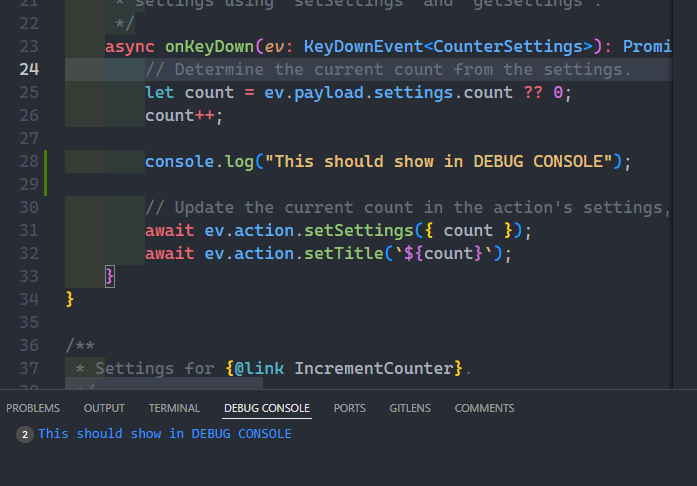 21 * settings using `setSettings` and `getSettings`.
22 */
23 async onKeyDown(ev: KeyDownEvent<CounterSettings>): Promi
24 // Determine the current count from the settings.
25 let count = ev.payload.settings.count ?? 0;
26 count++;
27
28 console.log("This should show in DEBUG CONSOLE");
29
30 // Update the current count in the action's settings,
31 await ev.action.setSettings({ count });
32 await ev.action.setTitle(`${count}`);
33 }
34 }
35
36 /**
37 * Settings for {@link IncrementCounter}.
38 */
PROBLEMS OUTPUT TERMINAL DEBUG CONSOLE PORTS GITLENS COMMENTS
2 This should show in DEBUG CONSOLE